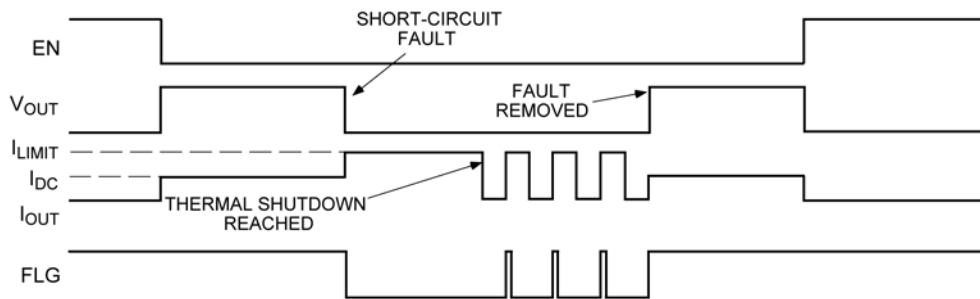 SHORT-CIRCUIT
FAULT
EN
FAULT
REMOVED
VOUT
ILIMIT
IDC
THERMAL SHUTDOWN
REACHED
IOUT
FLG